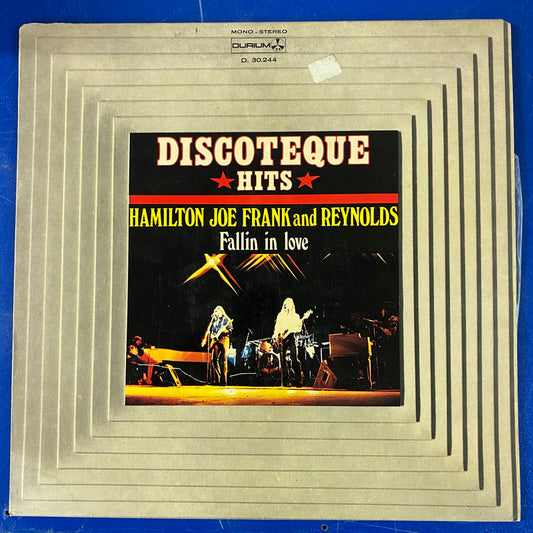 MONO - STEREO
DURIUM
D. 30.244
DISCOTEQUE
★ HITS ★
HAMILTON JOE FRANK and REYNOLDS
Fallin in love